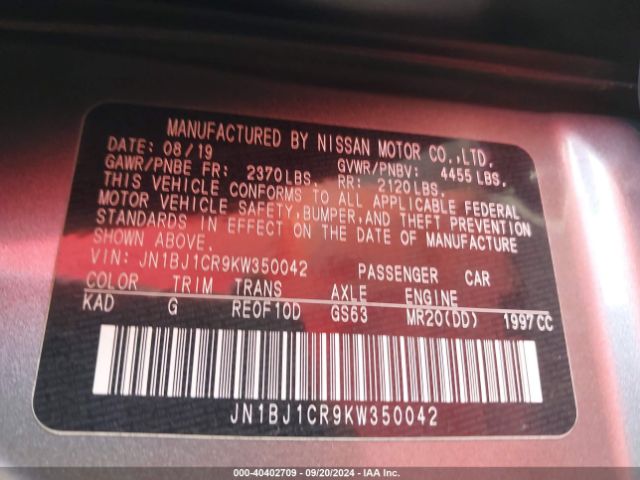 MANUFACTURED BY NISSAN MOTOR CO.,LTD.
DATE: 08/19
GAWR/PNBE FR: 2370LBS. GVWR/PNBV: 4455 LBS.
RR: 2120LBS.
THIS VEHICLE CONFORMS TO ALL APPLICABLE FEDERAL
MOTOR VEHICLE SAFETY,BUMPER,AND THEFT PREVENTION
STANDARDS IN EFFECT ON THE DATE OF MANUFACTURE
SHOWN ABOVE.
VIN: JN1BJ1CR9KW350042 PASSENGER CAR
COLOR TRIM TRANS AXLE ENGINE
KAD G RE0F10D GS63 MR20(DD) 1997CC
JN1BJ1CR9KW350042
000-40402709 - 09/20/2024 - IAA Inc.